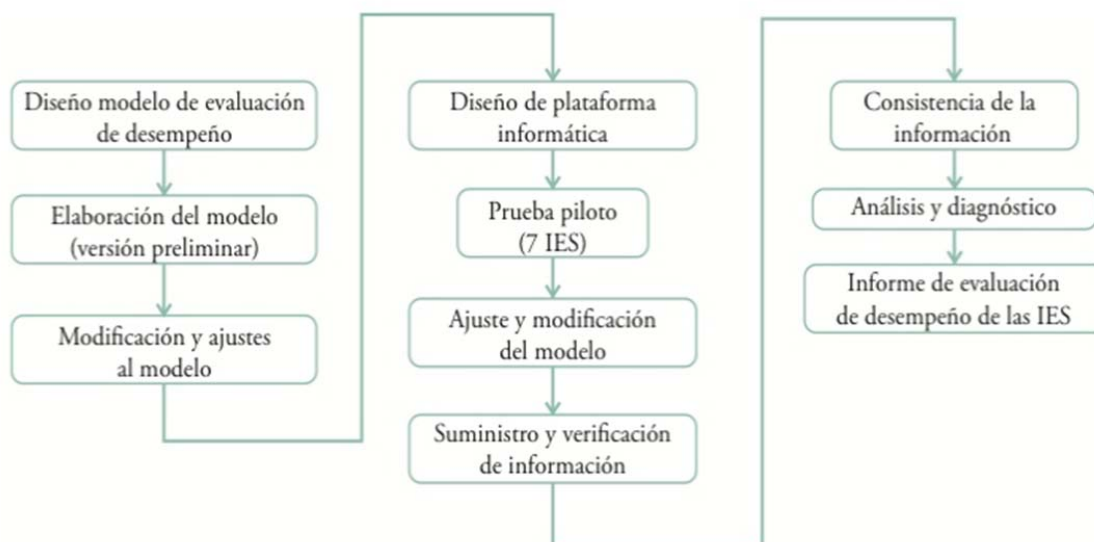 Diseño modelo de evaluación
de desempeño
Elaboración del modelo
(versión preliminar)
Modificación y ajustes
al modelo
Diseño de plataforma
informática
Prueba piloto
(7 IES)
Ajuste y modificación
del modelo
Suministro y verificación
de información
Consistencia de la
información
Análisis y diagnóstico
Informe de evaluación
de desempeño de las IES